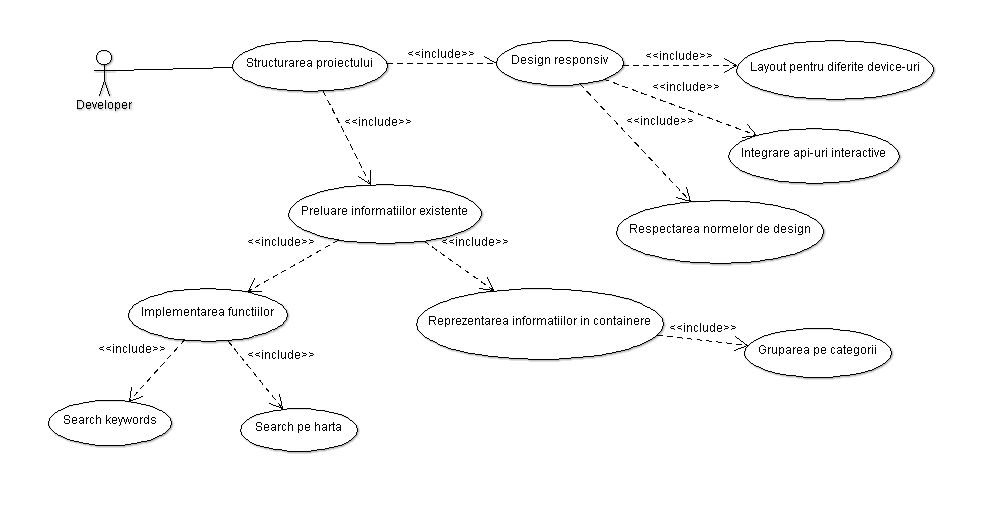 <<include>>
Structurarea proiectului
Design responsiv
<<include>>
Layout pentru diferite device-uri
<<include>>
Developer
<<include>>
<<include>>
Integrare api-uri interactive
Preluare informatiilor existente
Respectarea normelor de design
<<include>>
<<include>>
Implementarea functiilor
Reprezentarea informatiilor in containere
<<include>>
<<include>>
<<include>>
Gruparea pe categorii
Search keywords
Search pe harta